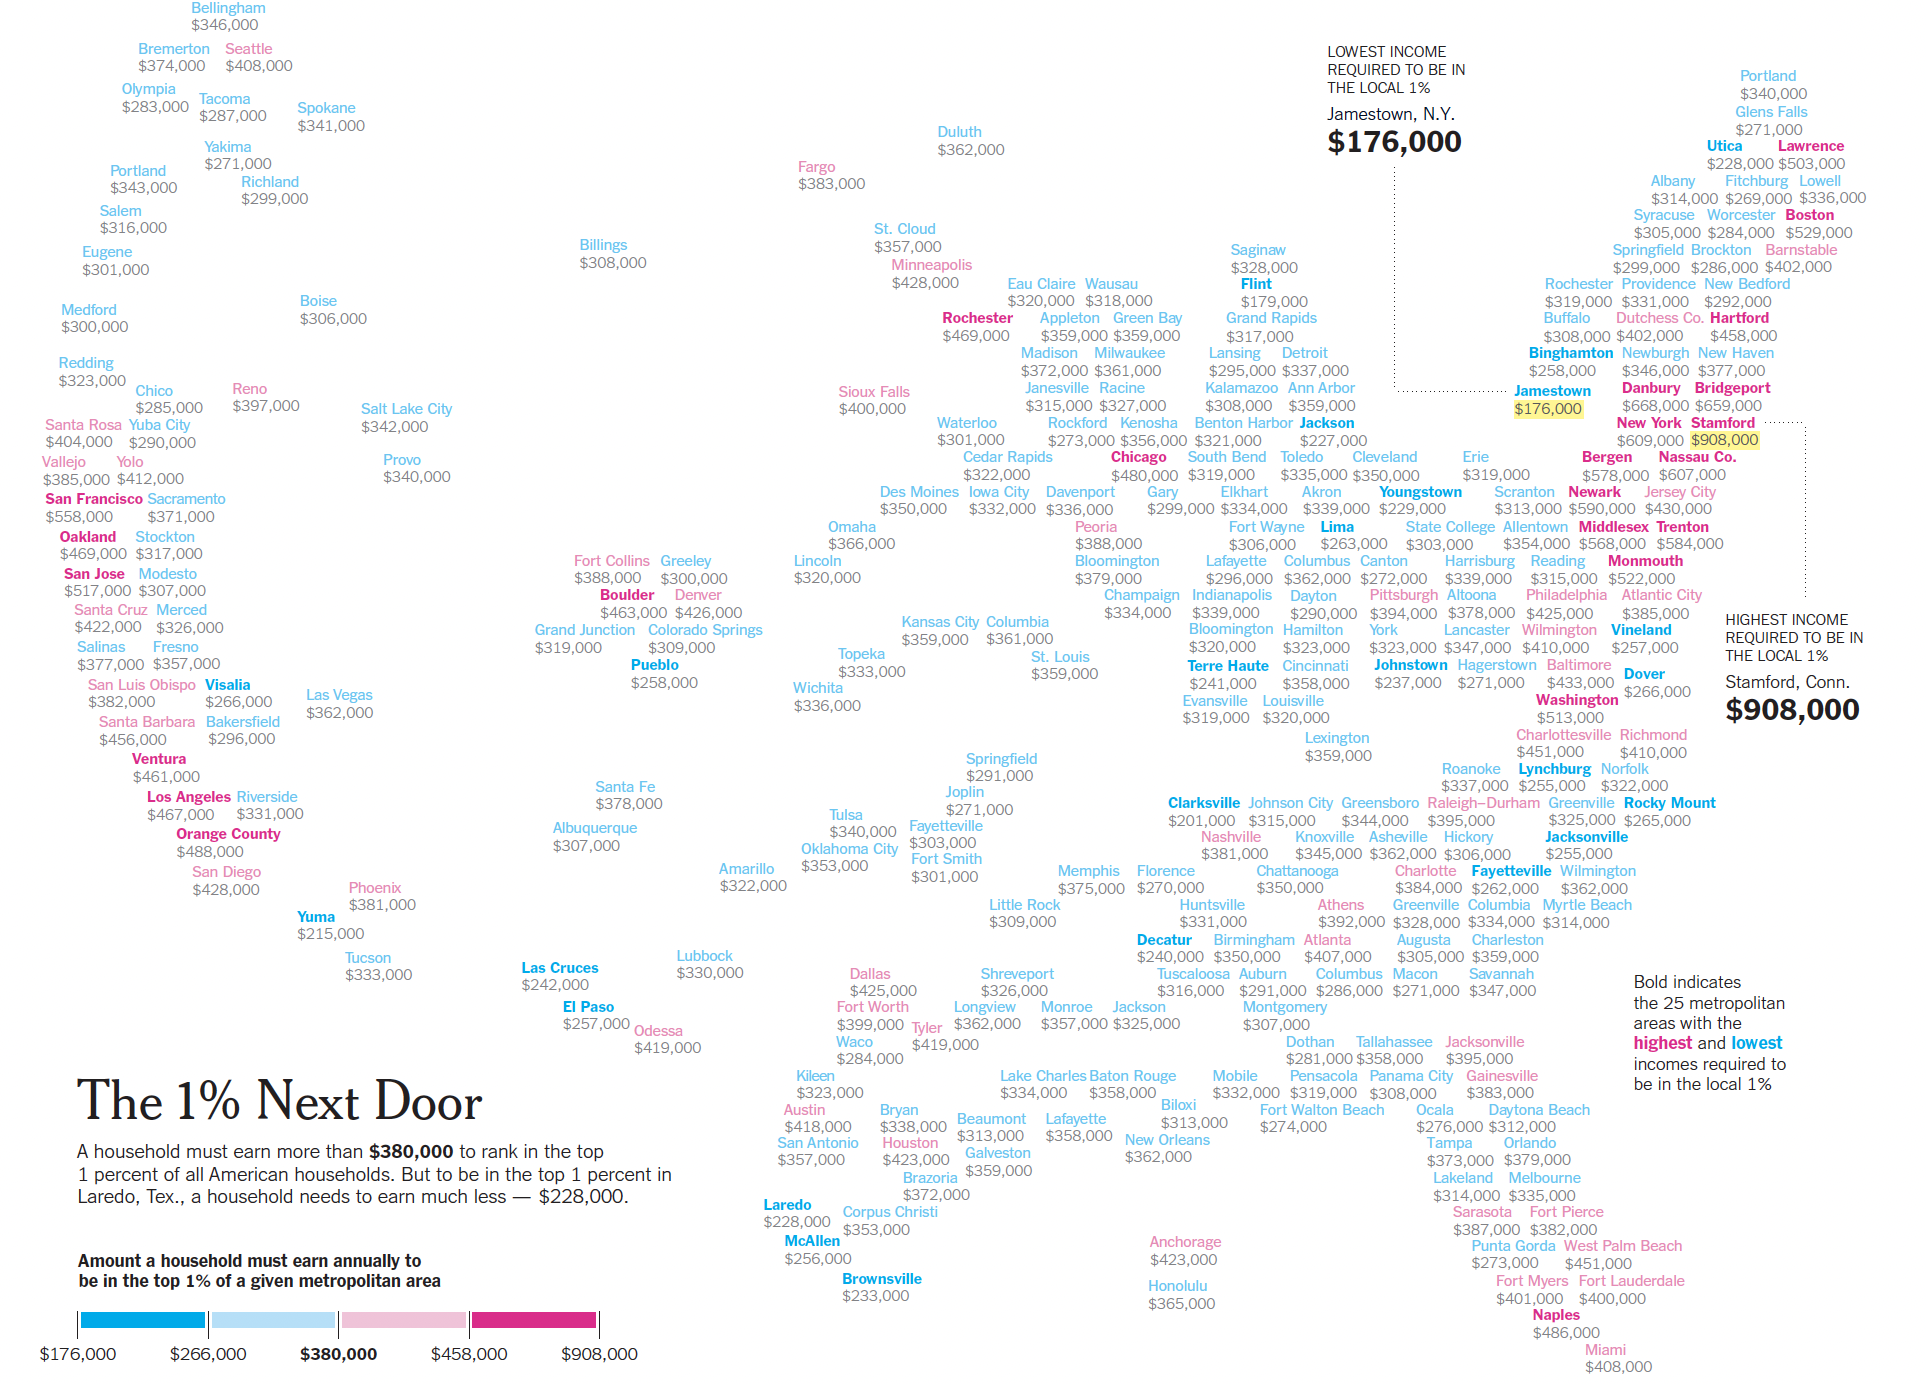 Bellingham
$346,000
Bremerton Seattle
$374,000 $408,000
Olympia
$283,000
Tacoma
$287,000
Spokane
$341,000
Yakima
$271,000
Portland
$343,000
Richland
$299,000
Salem
$316,000
Eugene
$301,000
Medford
$300,000
Boise
$306,000
Billings
$308,000
Redding
$323,000
Chico
$285,000
Reno
$397,000
Salt Lake City
$342,000
Santa Rosa Yuba City
$404,000 $290,000
Vallejo Yolo
$385,000 $412,000
Provo
$340,000
San Francisco Sacramento
$558,000 $371,000
Oakland Stockton
$469,000 $317,000
San Jose Modesto
$517,000 $307,000
Santa Cruz Merced
$422,000 $326,000
Salinas Fresno
$377,000 $357,000
San Luis Obispo Visalia
$382,000 $266,000
Las Vegas
$362,000
Santa Barbara Bakersfield
$456,000 $296,000
Ventura
$461,000
Los Angeles Riverside
$467,000 $331,000
Orange County
$488,000
San Diego
$428,000
Phoenix
$381,000
Yuma
$215,000
Tucson
$333,000
Fort Collins Greeley
$388,000 $300,000
Boulder Denver
$463,000 $426,000
Grand Junction Colorado Springs
$319,000 $309,000
Pueblo
$258,000
Santa Fe
$378,000
Albuquerque
$307,000
Las Cruces
$242,000
El Paso
$257,000
Odessa
$419,000
Lubbock
$330,000
Amarillo
$322,000
Duluth
$362,000
Fargo
$383,000
St. Cloud
$357,000
Minneapolis
$428,000
Eau Claire Wausau
$320,000 $318,000
Rochester Appleton Green Bay
$469,000 $359,000 $359,000
Madison Milwaukee
$372,000 $361,000
Sioux Falls
$400,000
Janesville Racine
$315,000 $327,000
Waterloo Rockford Kenosha
$301,000 $273,000 $356,000
Cedar Rapids Chicago
$322,000 $480,000
Des Moines Iowa City Davenport
$350,000 $332,000 $336,000
Omaha
$366,000
Peoria
$388,000
Lincoln
$320,000
Bloomington
$379,000
Champaign
$334,000
Kansas City Columbia
$359,000 $361,000
Topeka
$333,000
St. Louis
$359,000
Wichita
$336,000
Springfield
$291,000
Joplin
$271,000
Tulsa
$340,000
Fayetteville
$303,000
Oklahoma City
$353,000
Fort Smith
$301,000
Little Rock
$309,000
Saginaw
$328,000
Flint
$179,000
Grand Rapids
$317,000
Lansing Detroit
$295,000 $337,000
Kalamazoo Ann Arbor
$308,000 $359,000
Benton Harbor Jackson
$321,000 $227,000
South Bend Toledo Cleveland Erie
$319,000 $335,000 $350,000 $319,000
Gary Elkhart Akron Youngstown
$299,000 $334,000 $339,000 $229,000
Fort Wayne Lima State College Allentown Middlesex Trenton
$306,000 $263,000 $303,000 $354,000 $568,000 $584,000
Lafayette Columbus Canton Harrisburg Reading Monmouth
$296,000 $362,000 $272,000 $339,000 $315,000 $522,000
Indianapolis Dayton Pittsburgh Altoona Philadelphia Atlantic City
$339,000 $290,000 $394,000 $378,000 $425,000 $385,000
Bloomington Hamilton York Lancaster Wilmington Vineland
$320,000 $323,000 $323,000 $347,000 $410,000 $257,000
Terre Haute Cincinnati Johnstown Hagerstown Baltimore Dover
$241,000 $358,000 $237,000 $271,000 $433,000 $266,000
Evansville Louisville Washington
$319,000 $320,000 $513,000
Lexington Charlottesville Richmond
$359,000 $451,000 $410,000
Roanoke Lynchburg Norfolk
$337,000 $255,000 $322,000
Clarksville Johnson City Greensboro Raleigh–Durham Greenville Rocky Mount
$201,000 $315,000 $344,000 $395,000 $325,000 $265,000
Nashville Knoxville Asheville Hickory Jacksonville
$381,000 $345,000 $362,000 $306,000 $255,000
Memphis Florence Chattanooga Charlotte Fayetteville Wilmington
$375,000 $270,000 $350,000 $384,000 $262,000 $362,000
Huntsville Athens Greenville Columbia Myrtle Beach
$331,000 $392,000 $328,000 $334,000 $314,000
Decatur Birmingham Atlanta Augusta Charleston
$240,000 $350,000 $407,000 $305,000 $359,000
Tuscaloosa Auburn Columbus Macon Savannah
$316,000 $291,000 $286,000 $271,000 $347,000
Dallas Shreveport
$425,000 $326,000
Fort Worth Longview Monroe Jackson Montgomery
$399,000 $362,000 $357,000 $325,000 $307,000
Tyler
$419,000
Waco
$284,000
Dothan Tallahassee Jacksonville
$281,000 $358,000 $395,000
Kileen Lake Charles Baton Rouge Mobile Pensacola Panama City Gainesville
$323,000 $334,000 $358,000 $332,000 $319,000 $308,000 $383,000
Austin Bryan Beaumont Lafayette Biloxi Fort Walton Beach Ocala Daytona Beach
$418,000 $338,000 $313,000 $358,000 $313,000 $274,000 $276,000 $312,000
San Antonio Houston Galveston New Orleans Tampa Orlando
$357,000 $423,000 $359,000 $362,000 $373,000 $379,000
Brazoria Lakeland Melbourne
$372,000 $314,000 $335,000
Laredo Corpus Christi Sarasota Fort Pierce
$228,000 $353,000 $387,000 $382,000
McAllen Anchorage Punta Gorda West Palm Beach
$256,000 $423,000 $273,000 $451,000
Brownsville Honolulu Fort Myers Fort Lauderdale
$233,000 $365,000 $401,000 $400,000
Naples
$486,000
Miami
$408,000
LOWEST INCOME
REQUIRED TO BE IN
THE LOCAL 1%
Jamestown, N.Y.
$176,000
Portland
$340,000
Glens Falls
$271,000
Utica Lawrence
$228,000 $503,000
Albany Fitchburg Lowell
$314,000 $269,000 $336,000
Syracuse Worcester Boston
$305,000 $284,000 $529,000
Springfield Brockton Barnstable
$299,000 $286,000 $402,000
Rochester Providence New Bedford
$319,000 $331,000 $292,000
Buffalo Dutchess Co. Hartford
$308,000 $402,000 $458,000
Binghamton Newburgh New Haven
$258,000 $346,000 $377,000
Jamestown Danbury Bridgeport
$176,000 $668,000 $659,000
New York Stamford
$609,000 $908,000
Bergen Nassau Co.
$578,000 $607,000
Scranton Newark Jersey City
$313,000 $590,000 $430,000
HIGHEST INCOME
REQUIRED TO BE IN
THE LOCAL 1%
Stamford, Conn.
$908,000
Bold indicates
the 25 metropolitan
areas with the
highest and lowest
incomes required to
be in the local 1%
The 1% Next Door
A household must earn more than $380,000 to rank in the top
1 percent of all American households. But to be in the top 1 percent in
Laredo, Tex., a household needs to earn much less — $228,000.
Amount a household must earn annually to
be in the top 1% of a given metropolitan area
$176,000 $266,000 $380,000 $458,000 $908,000